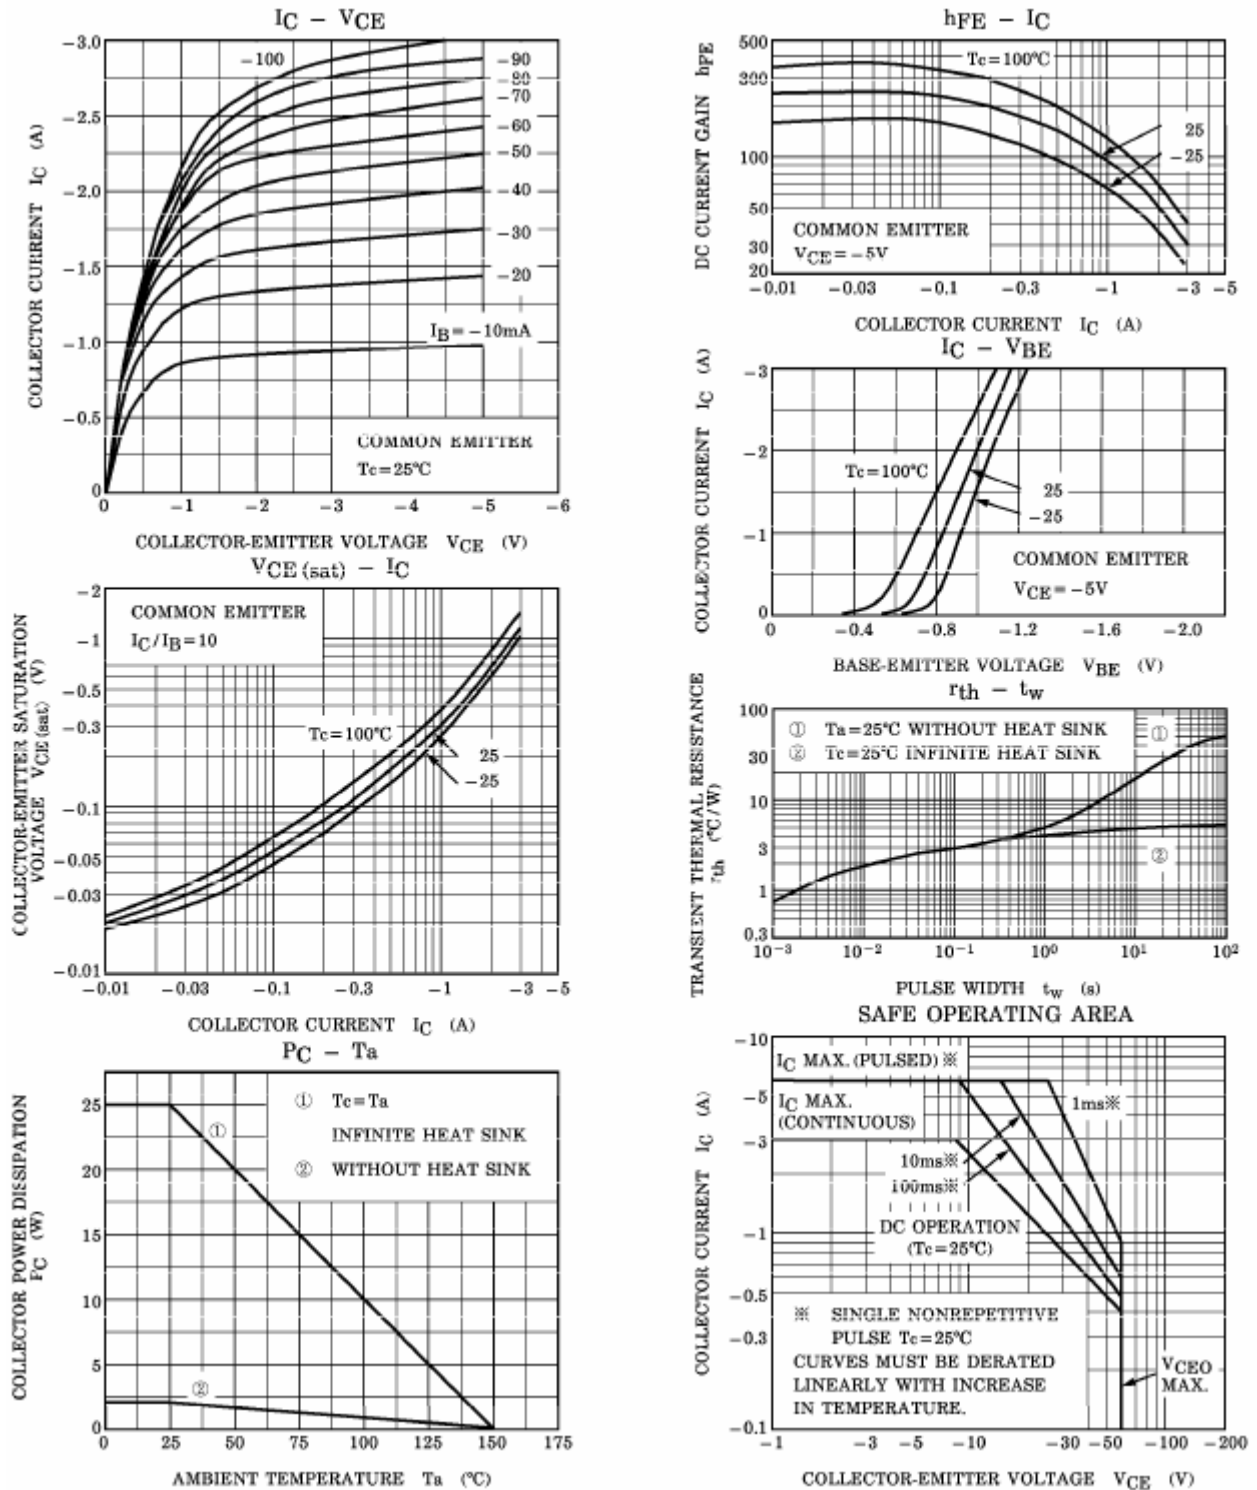 IC – VCE
–3.0
–2.5
–2.0
–1.5
–1.0
–0.5
0
COLLECTOR CURRENT IC (A)
–100
–90
–80
–70
–60
–50
–40
–30
–20
IB = –10mA
COMMON EMITTER
Tc = 25°C
0 –1 –2 –3 –4 –5 –6
COLLECTOR-EMITTER VOLTAGE VCE (V)
hFE – IC
500
300
100
50
30
20
DC CURRENT GAIN hFE
Tc = 100°C
25
–25
COMMON EMITTER
VCE = –5V
–0.01 –0.03 –0.1 –0.3 –1 –3 –5
COLLECTOR CURRENT IC (A)
IC – VBE
–3
–2
–1
0
COLLECTOR CURRENT IC (A)
Tc = 100°C
25
–25
COMMON EMITTER
VCE = –5V
0 –0.4 –0.8 –1.2 –1.6 –2.0
BASE-EMITTER VOLTAGE VBE (V)
VCE (sat) – IC
–2
–1
–0.5
–0.3
–0.1
–0.05
–0.03
–0.01
COLLECTOR-EMITTER SATURATION
VOLTAGE VCE (sat) (V)
COMMON EMITTER
IC / IB = 10
Tc = 100°C
25
–25
–0.01 –0.03 –0.1 –0.3 –1 –3 –5
COLLECTOR CURRENT IC (A)
rth – tw
100
30
10
3
1
0.3
TRANSIENT THERMAL RESISTANCE
rth (°C/W)
① Ta = 25°C WITHOUT HEAT SINK
② Tc = 25°C INFINITE HEAT SINK
①
②
10⁻³ 10⁻² 10⁻¹ 10⁰ 10¹ 10²
PULSE WIDTH tw (s)
PC – Ta
25
20
15
10
5
0
COLLECTOR POWER DISSIPATION
PC (W)
① Tc = Ta
INFINITE HEAT SINK
② WITHOUT HEAT SINK
①
②
0 25 50 75 100 125 150 175
AMBIENT TEMPERATURE Ta (°C)
SAFE OPERATING AREA
–10
–5
–3
–1
–0.5
–0.3
–0.1
COLLECTOR CURRENT IC (A)
IC MAX. (PULSED) ※
IC MAX.
(CONTINUOUS)
1ms※
10ms※
100ms※
DC OPERATION
(Tc = 25°C)
※ SINGLE NONREPETITIVE
PULSE Tc = 25°C
CURVES MUST BE DERATED
LINEARLY WITH INCREASE
IN TEMPERATURE.
VCEO
MAX.
–1 –3 –5 –10 –30 –50 –100 –200
COLLECTOR-EMITTER VOLTAGE VCE (V)